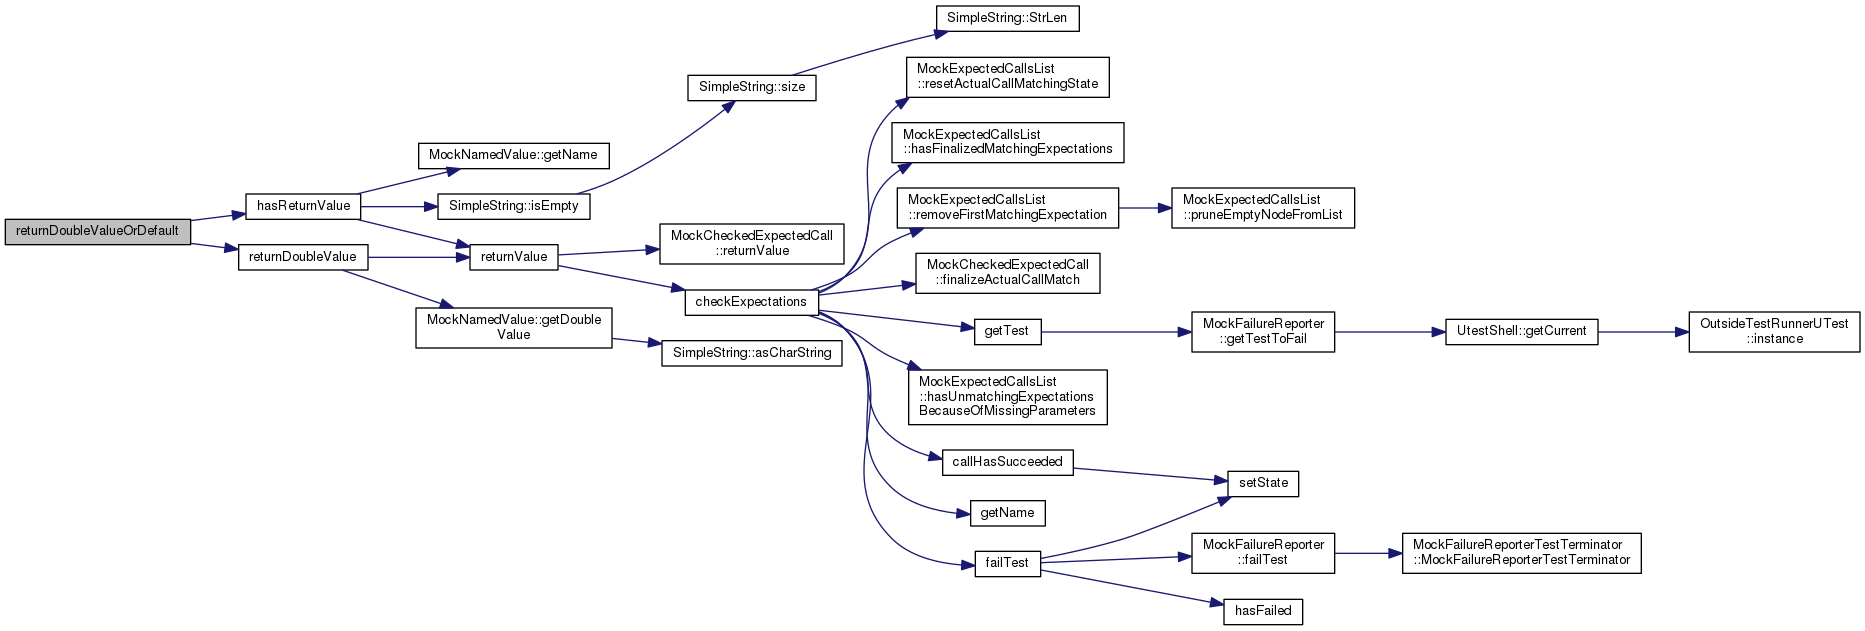 returnDoubleValueOrDefault
hasReturnValue
returnDoubleValue
MockNamedValue::getName
SimpleString::isEmpty
returnValue
MockNamedValue::getDouble
Value
SimpleString::size
MockCheckedExpectedCall
::returnValue
checkExpectations
SimpleString::asCharString
SimpleString::StrLen
MockExpectedCallsList
::resetActualCallMatchingState
MockExpectedCallsList
::hasFinalizedMatchingExpectations
MockExpectedCallsList
::removeFirstMatchingExpectation
MockCheckedExpectedCall
::finalizeActualCallMatch
getTest
MockExpectedCallsList
::hasUnmatchingExpectations
BecauseOfMissingParameters
callHasSucceeded
getName
failTest
MockExpectedCallsList
::pruneEmptyNodeFromList
MockFailureReporter
::getTestToFail
setState
MockFailureReporter
::failTest
hasFailed
UtestShell::getCurrent
MockFailureReporterTestTerminator
::MockFailureReporterTestTerminator
OutsideTestRunnerUTest
::instance